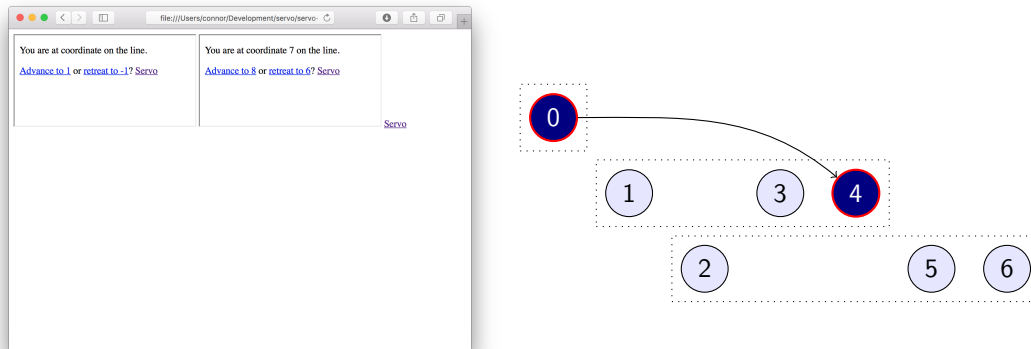 file:///Users/connor/Development/servo/servo-
You are at coordinate on the line.
Advance to 1 or retreat to -1? Servo
You are at coordinate 7 on the line.
Advance to 8 or retreat to 6? Servo
Servo
0
1 3 4
2 5 6